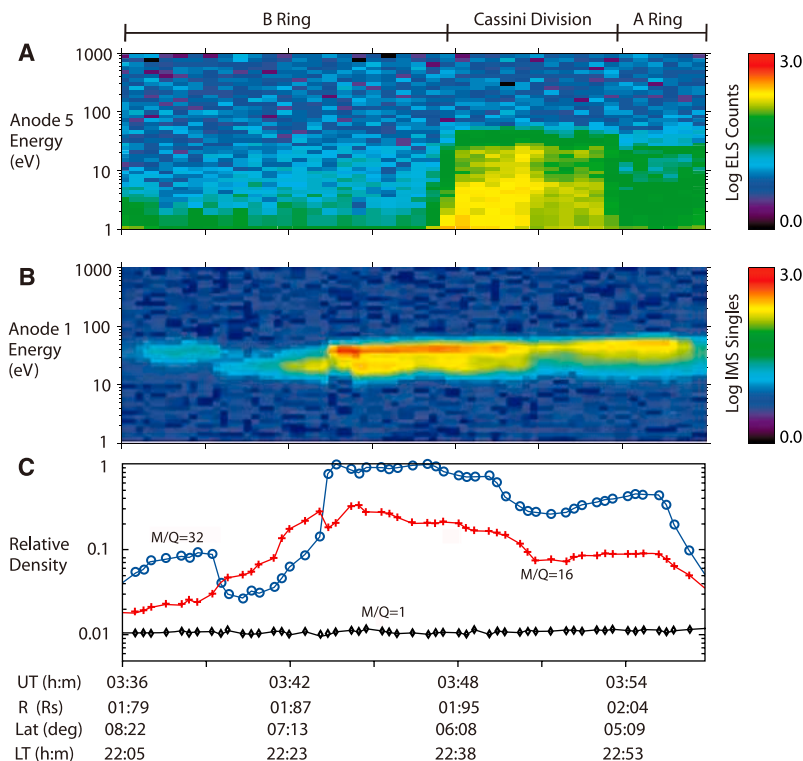 B Ring Cassini Division A Ring
A
1000
100
10
1
Anode 5
Energy
(eV)
3.0
0.0
Log ELS Counts
B
1000
100
10
1
Anode 1
Energy
(eV)
3.0
0.0
Log IMS Singles
C
1
0.1
0.01
Relative
Density
M/Q=32
M/Q=16
M/Q=1
UT (h:m) 03:36 03:42 03:48 03:54
R (Rs) 01:79 01:87 01:95 02:04
Lat (deg) 08:22 07:13 06:08 05:09
LT (h:m) 22:05 22:23 22:38 22:53